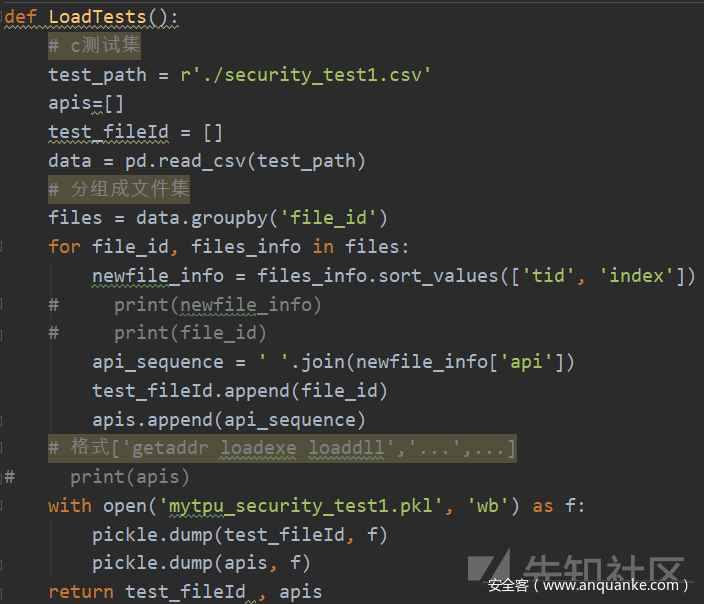 def LoadTests():
    # c测试集
    test_path = r'./security_test1.csv'
    apis=[]
    test_fileId = []
    data = pd.read_csv(test_path)
    # 分组成文件集
    files = data.groupby('file_id')
    for file_id, files_info in files:
        newfile_info = files_info.sort_values(['tid', 'index'])
    #     print(newfile_info)
    #     print(file_id)
        api_sequence = ' '.join(newfile_info['api'])
        test_fileId.append(file_id)
        apis.append(api_sequence)
    # 格式['getaddr loadexe loaddll','...',...]
#     print(apis)
    with open('mytpu_security_test1.pkl', 'wb') as f:
        pickle.dump(test_fileId, f)
        pickle.dump(apis, f)
    return test_fileId , apis
先知社区
安全客（www.anquanke.com）